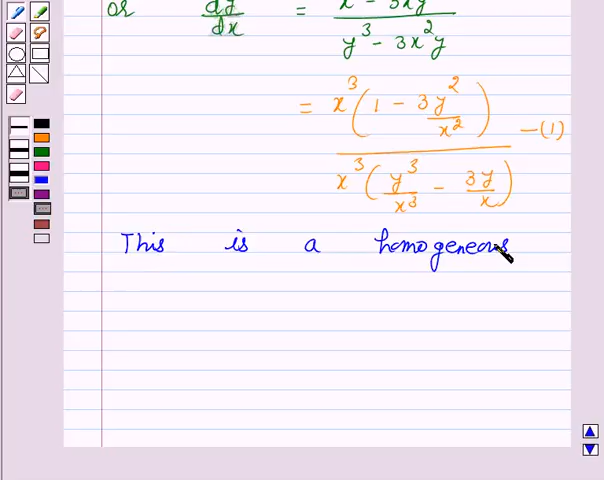 or dy/dx = x³ - 3xy² / y³ - 3x²y
= x³(1 - 3y²/x²) / x³(y³/x³ - 3y/x) —(1)
This is a homogeneous